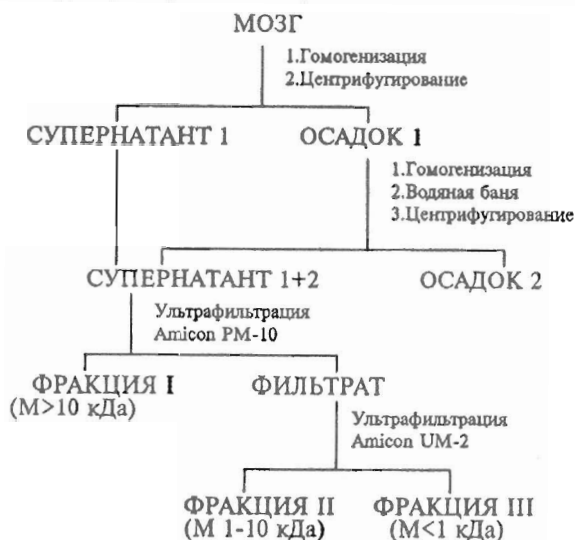 МОЗГ
1.Гомогенизация
2.Центрифугирование
СУПЕРНАТАНТ 1 ОСАДОК 1
1.Гомогенизация
2.Водяная баня
3.Центрифугирование
СУПЕРНАТАНТ 1+2 ОСАДОК 2
Ультрафильтрация
Amicon PM-10
ФРАКЦИЯ I ФИЛЬТРАТ
(М>10 кДа)
Ультрафильтрация
Amicon UM-2
ФРАКЦИЯ II ФРАКЦИЯ III
(М 1-10 кДа) (М<1 кДа)